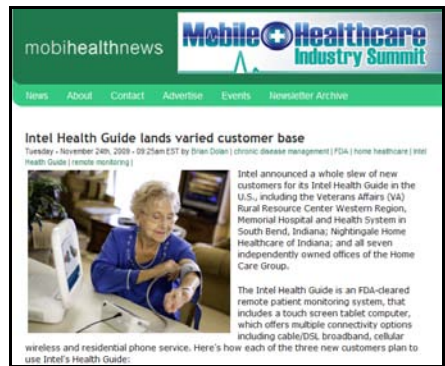 mobihealthnews
Mobile Healthcare
Industry Summit
News About Contact Advertise Events Newsletter Archive
Intel Health Guide lands varied customer base
Tuesday - November 24th, 2009 - 09:25am EST by Brian Dolan | chronic
disease management | FDA | home healthcare | Intel
Health Guide | remote monitoring |
Intel announced a whole slew of new
customers for its Intel Health Guide in the
U.S., including the Veterans Affairs (VA)
Rural Resource Center Western Region,
Memorial Hospital and Health System in
South Bend, Indiana; Nightingale Home
Healthcare of Indiana; and all seven
independently owned offices of the Home
Care Group.
The Intel Health Guide is an FDA-cleared
remote patient monitoring system, that
includes a touch screen tablet computer,
which offers multiple connectivity options
including cable/DSL broadband, cellular
wireless and residential phone service. Here's how each of the three new customers plan to
use Intel's Health Guide: